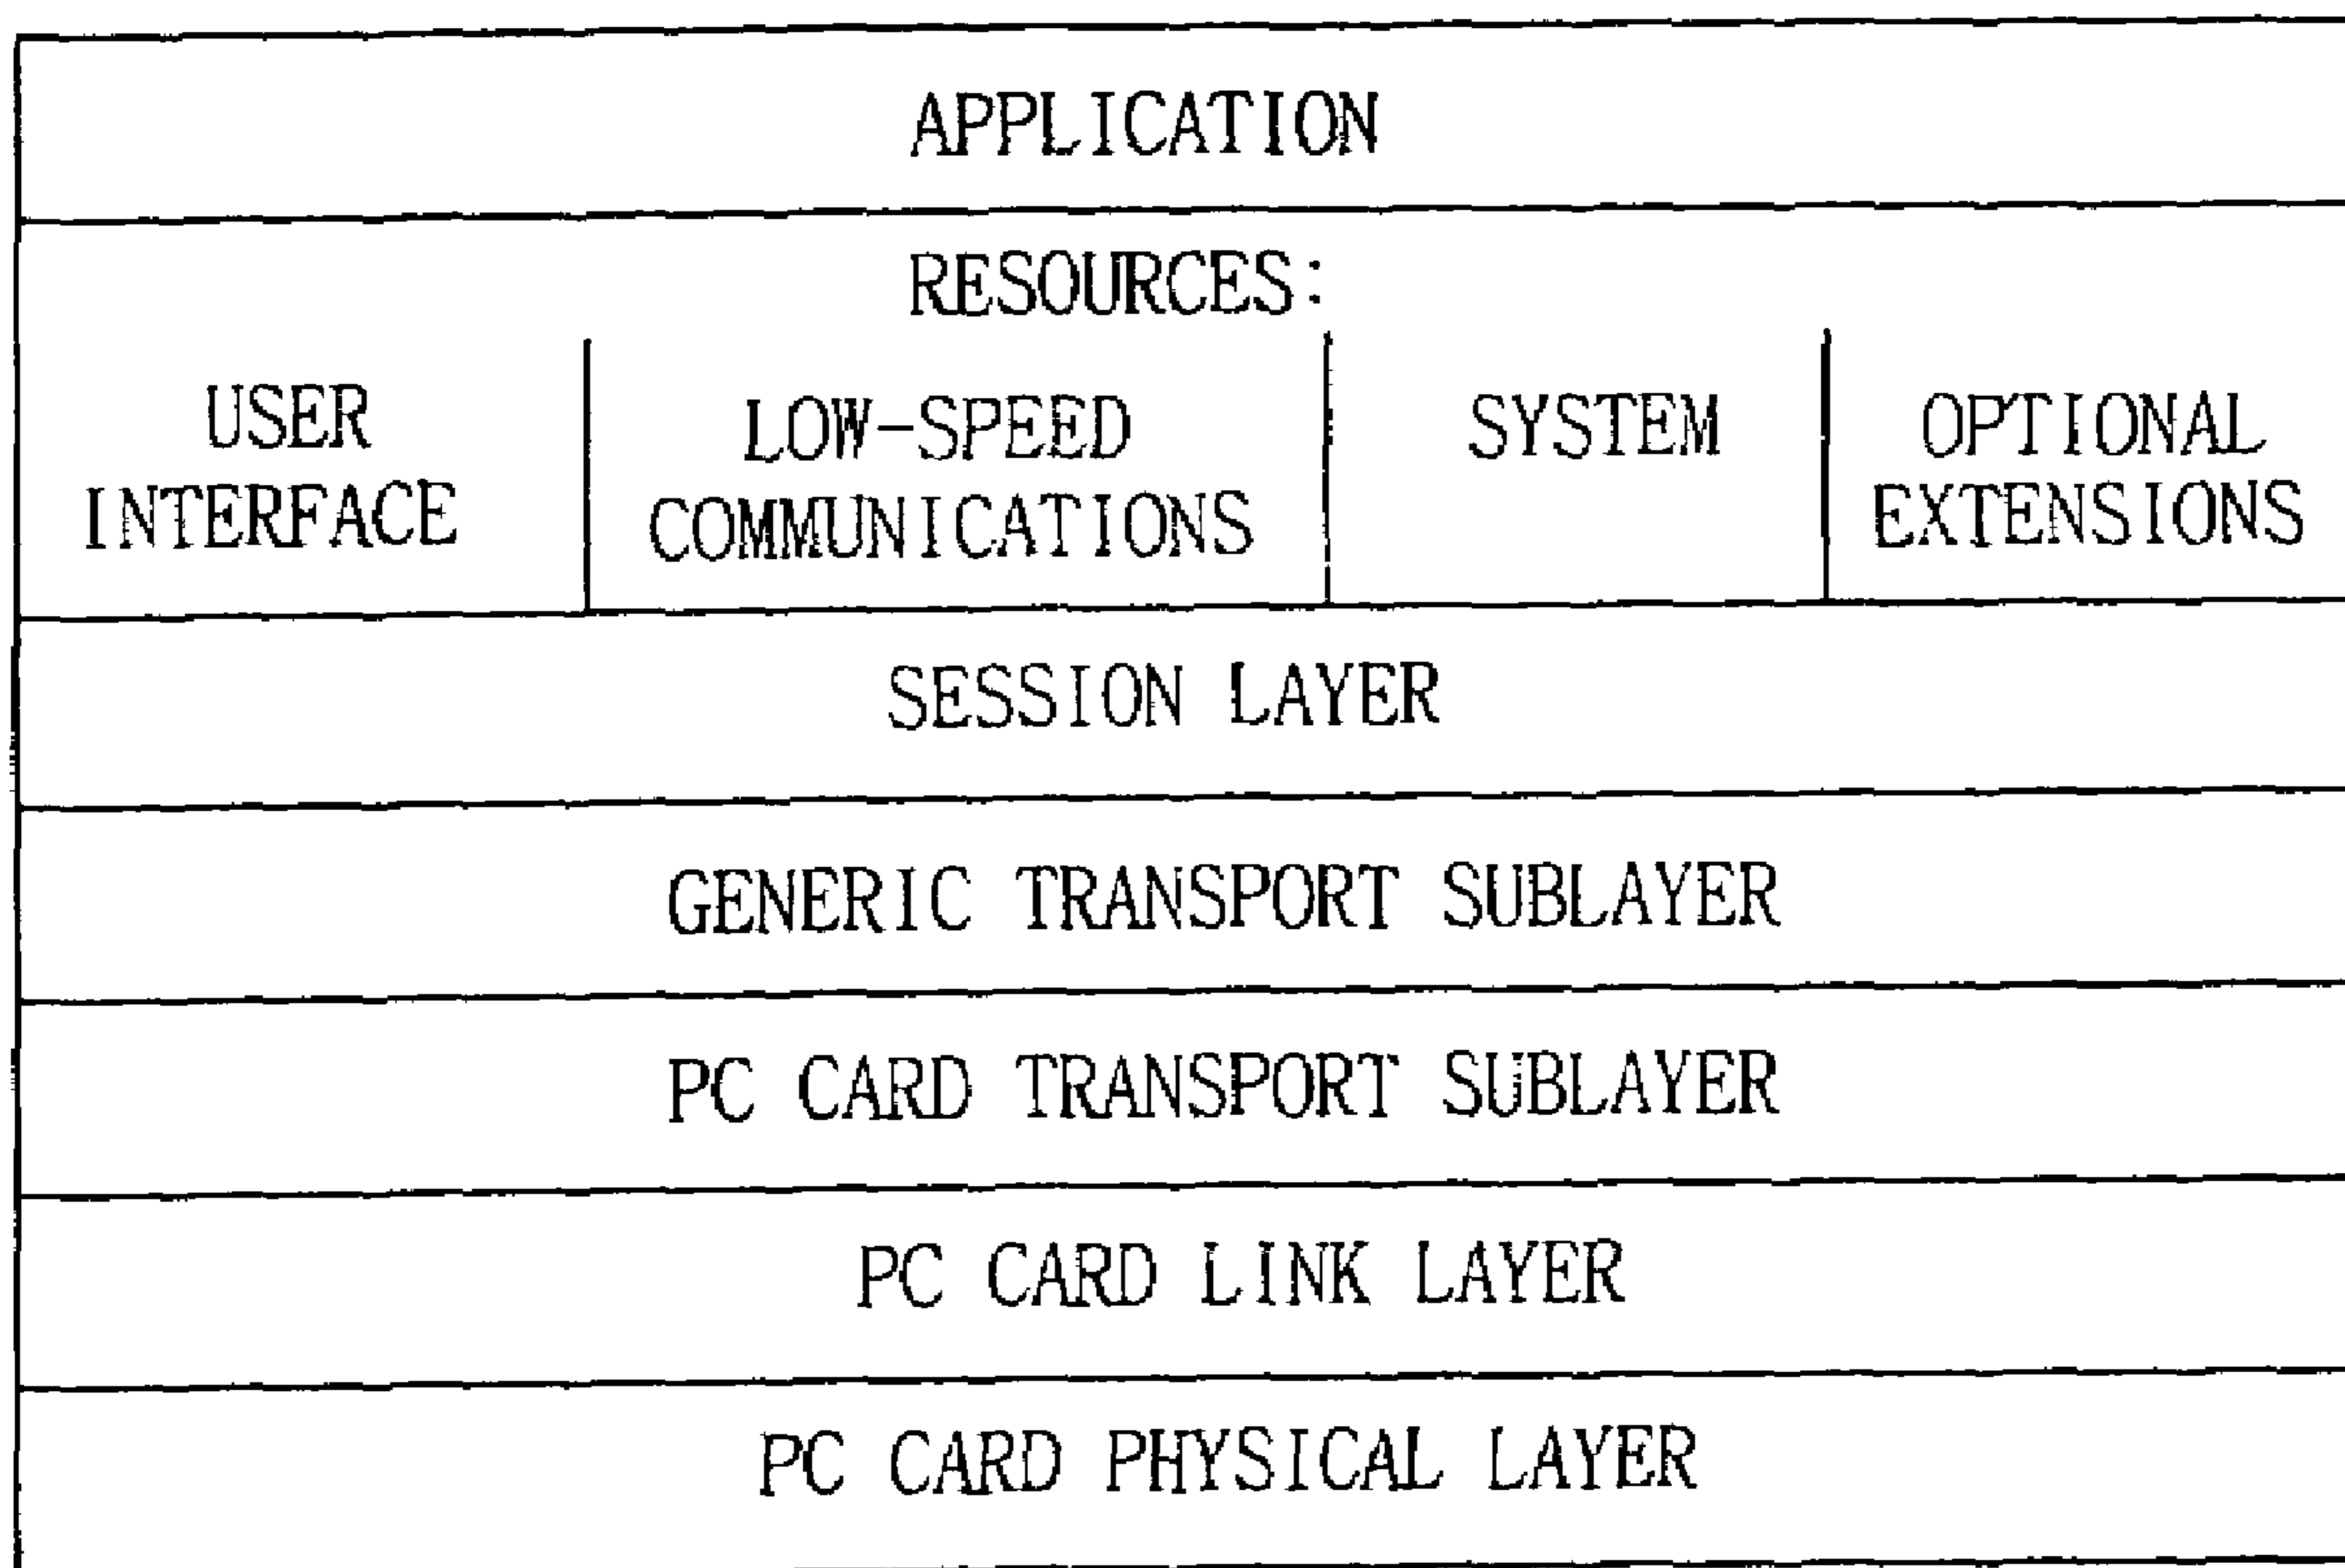 APPLICATION
RESOURCES:
USER
INTERFACE
LOW-SPEED
COMMUNICATIONS
SYSTEM
OPTIONAL
EXTENSIONS
SESSION LAYER
GENERIC TRANSPORT SUBLAYER
PC CARD TRANSPORT SUBLAYER
PC CARD LINK LAYER
PC CARD PHYSICAL LAYER